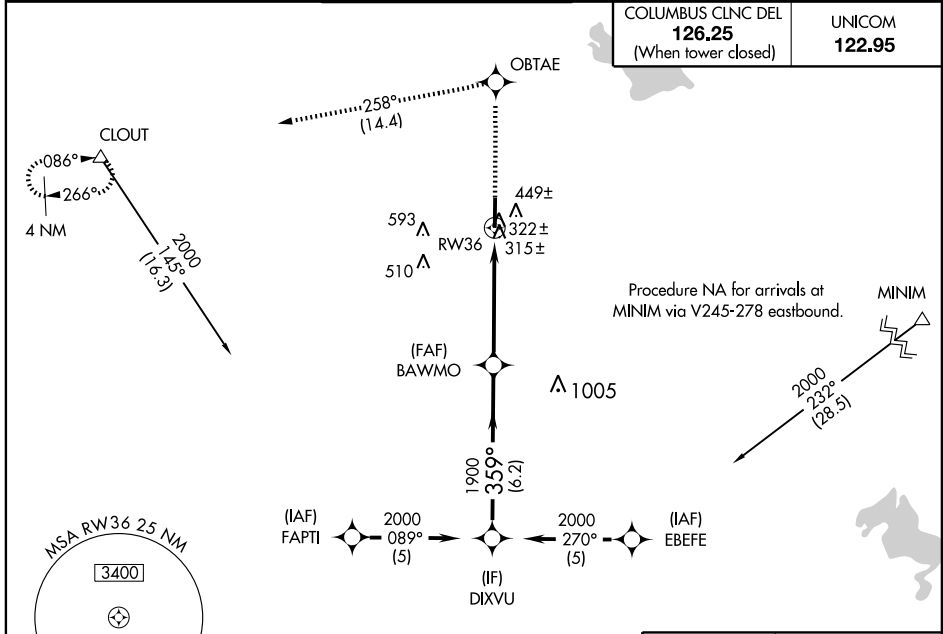 COLUMBUS CLNC DEL
126.25
(When tower closed)
UNICOM
122.95
OBTAE
258°
(14.4)
CLOUT
086°
266°
4 NM
2000
145°
(16.3)
449±
593
322±
RW36
315±
510
Procedure NA for arrivals at
MINIM via V245-278 eastbound.
MINIM
2000
232°
(28.5)
(FAF)
BAWMO
1005
1900
359°
(6.2)
(IAF)
FAPTI
2000
089°
(5)
2000
270°
(5)
(IAF)
EBEFE
(IF)
DIXVU
MSA RW36 25 NM
3400